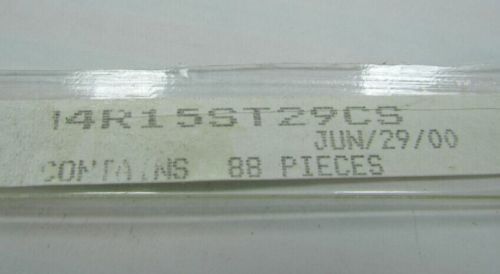 14R15ST29CS
JUN/29/00
CONTAINS 88 PIECES